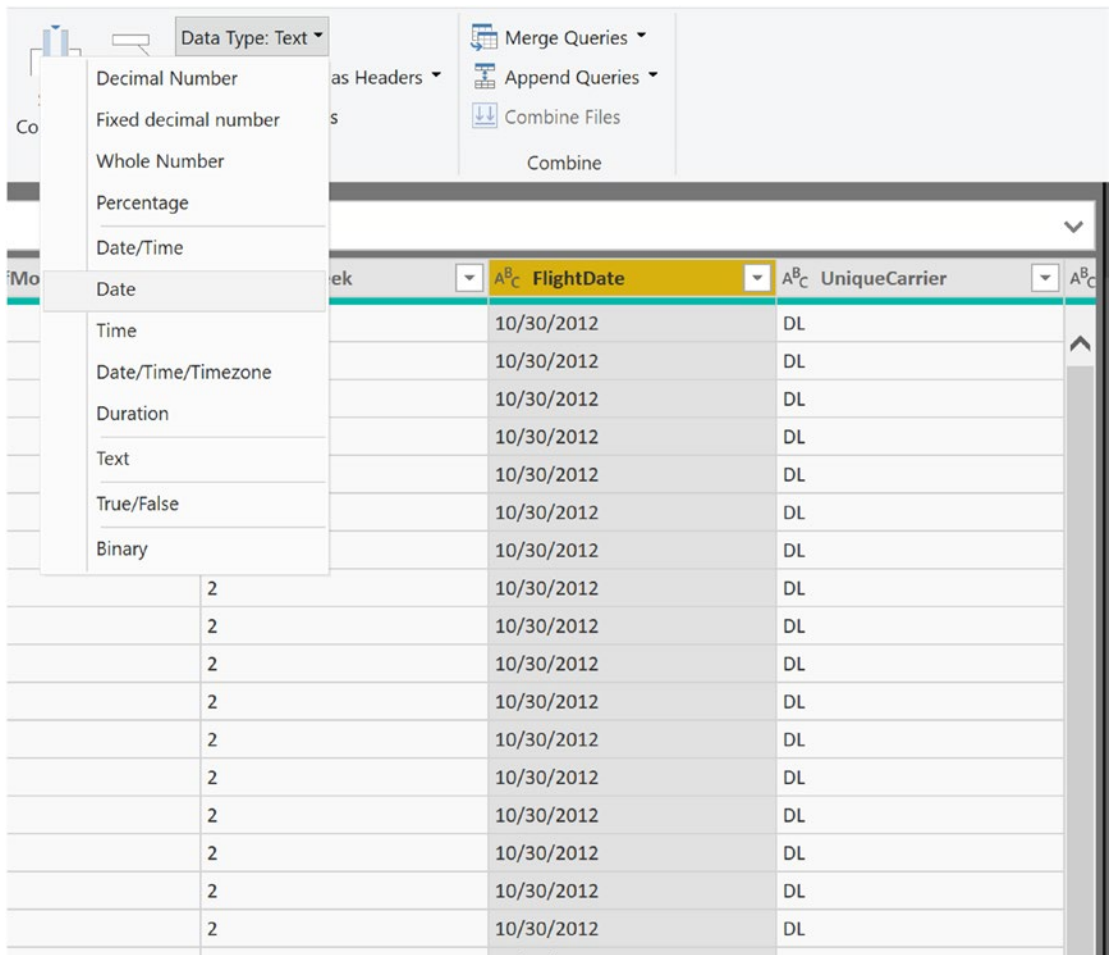 Data Type: Text
Merge Queries
Decimal Number
as Headers
Append Queries
Co
Fixed decimal number
s
Combine Files
Whole Number
Combine
Percentage
Date/Time
Date
Time
Date/Time/Timezone
Duration
Text
True/False
Binary
fMo
ek
ABC FlightDate
ABC UniqueCarrier
ABC
10/30/2012 DL
10/30/2012 DL
10/30/2012 DL
10/30/2012 DL
10/30/2012 DL
10/30/2012 DL
10/30/2012 DL
2 10/30/2012 DL
2 10/30/2012 DL
2 10/30/2012 DL
2 10/30/2012 DL
2 10/30/2012 DL
2 10/30/2012 DL
2 10/30/2012 DL
2 10/30/2012 DL
2 10/30/2012 DL
2 10/30/2012 DL